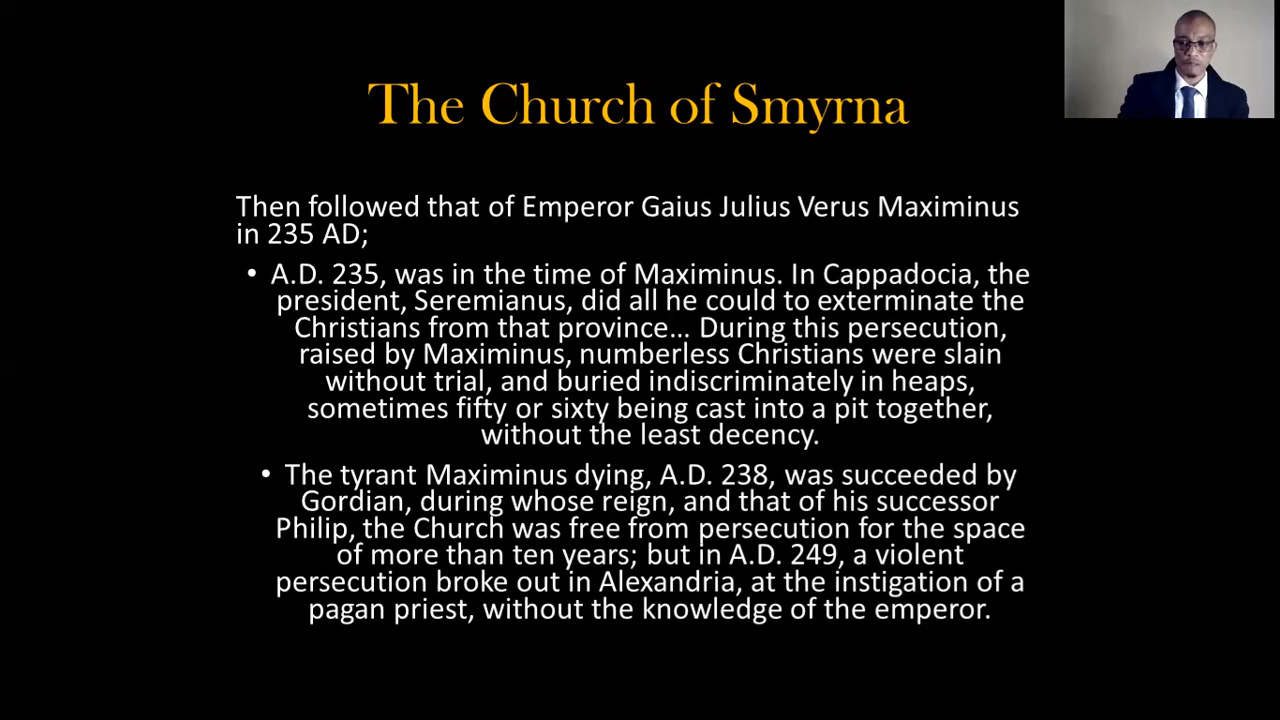 The Church of Smyrna
Then followed that of Emperor Gaius Julius Verus Maximinus
in 235 AD;
• A.D. 235, was in the time of Maximinus. In Cappadocia, the
president, Seremianus, did all he could to exterminate the
Christians from that province... During this persecution,
raised by Maximinus, numberless Christians were slain
without trial, and buried indiscriminately in heaps,
sometimes fifty or sixty being cast into a pit together,
without the least decency.
• The tyrant Maximinus dying, A.D. 238, was succeeded by
Gordian, during whose reign, and that of his successor
Philip, the Church was free from persecution for the space
of more than ten years; but in A.D. 249, a violent
persecution broke out in Alexandria, at the instigation of a
pagan priest, without the knowledge of the emperor.